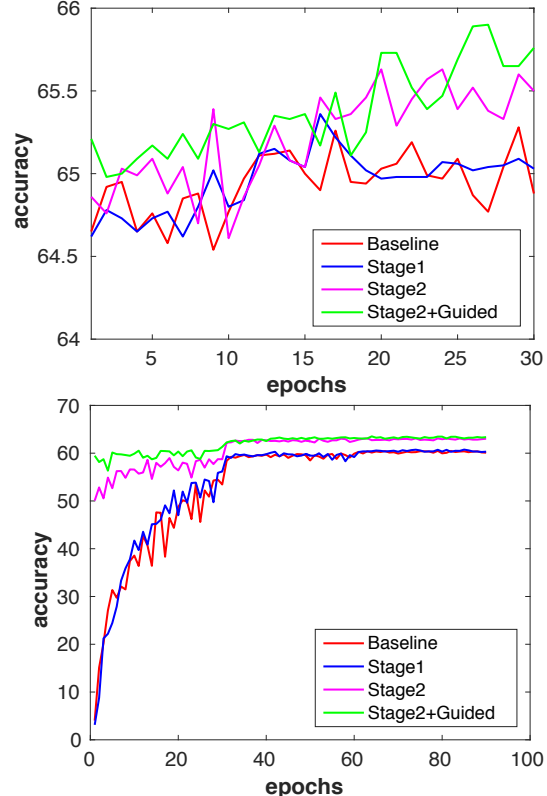 66
65.5
65
64.5
64
accuracy
5 10 15 20 25 30
epochs
Baseline
Stage1
Stage2
Stage2+Guided
70
60
50
40
30
20
10
0
accuracy
0 20 40 60 80 100
epochs
Baseline
Stage1
Stage2
Stage2+Guided